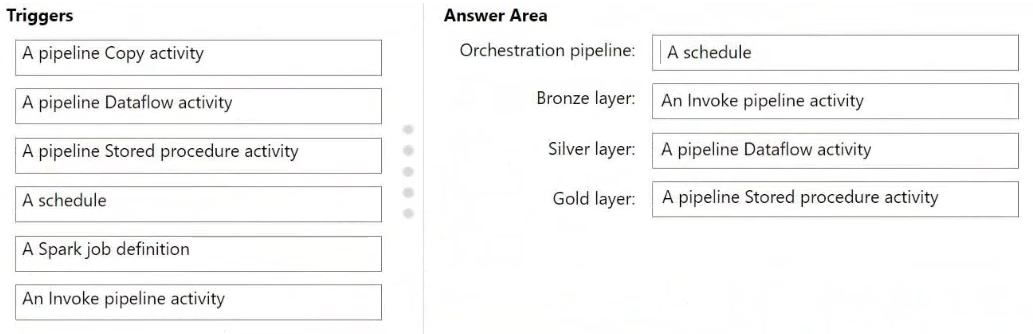 Triggers
A pipeline Copy activity
A pipeline Dataflow activity
A pipeline Stored procedure activity
A schedule
A Spark job definition
An Invoke pipeline activity
Answer Area
Orchestration pipeline: A schedule
Bronze layer: An Invoke pipeline activity
Silver layer: A pipeline Dataflow activity
Gold layer: A pipeline Stored procedure activity